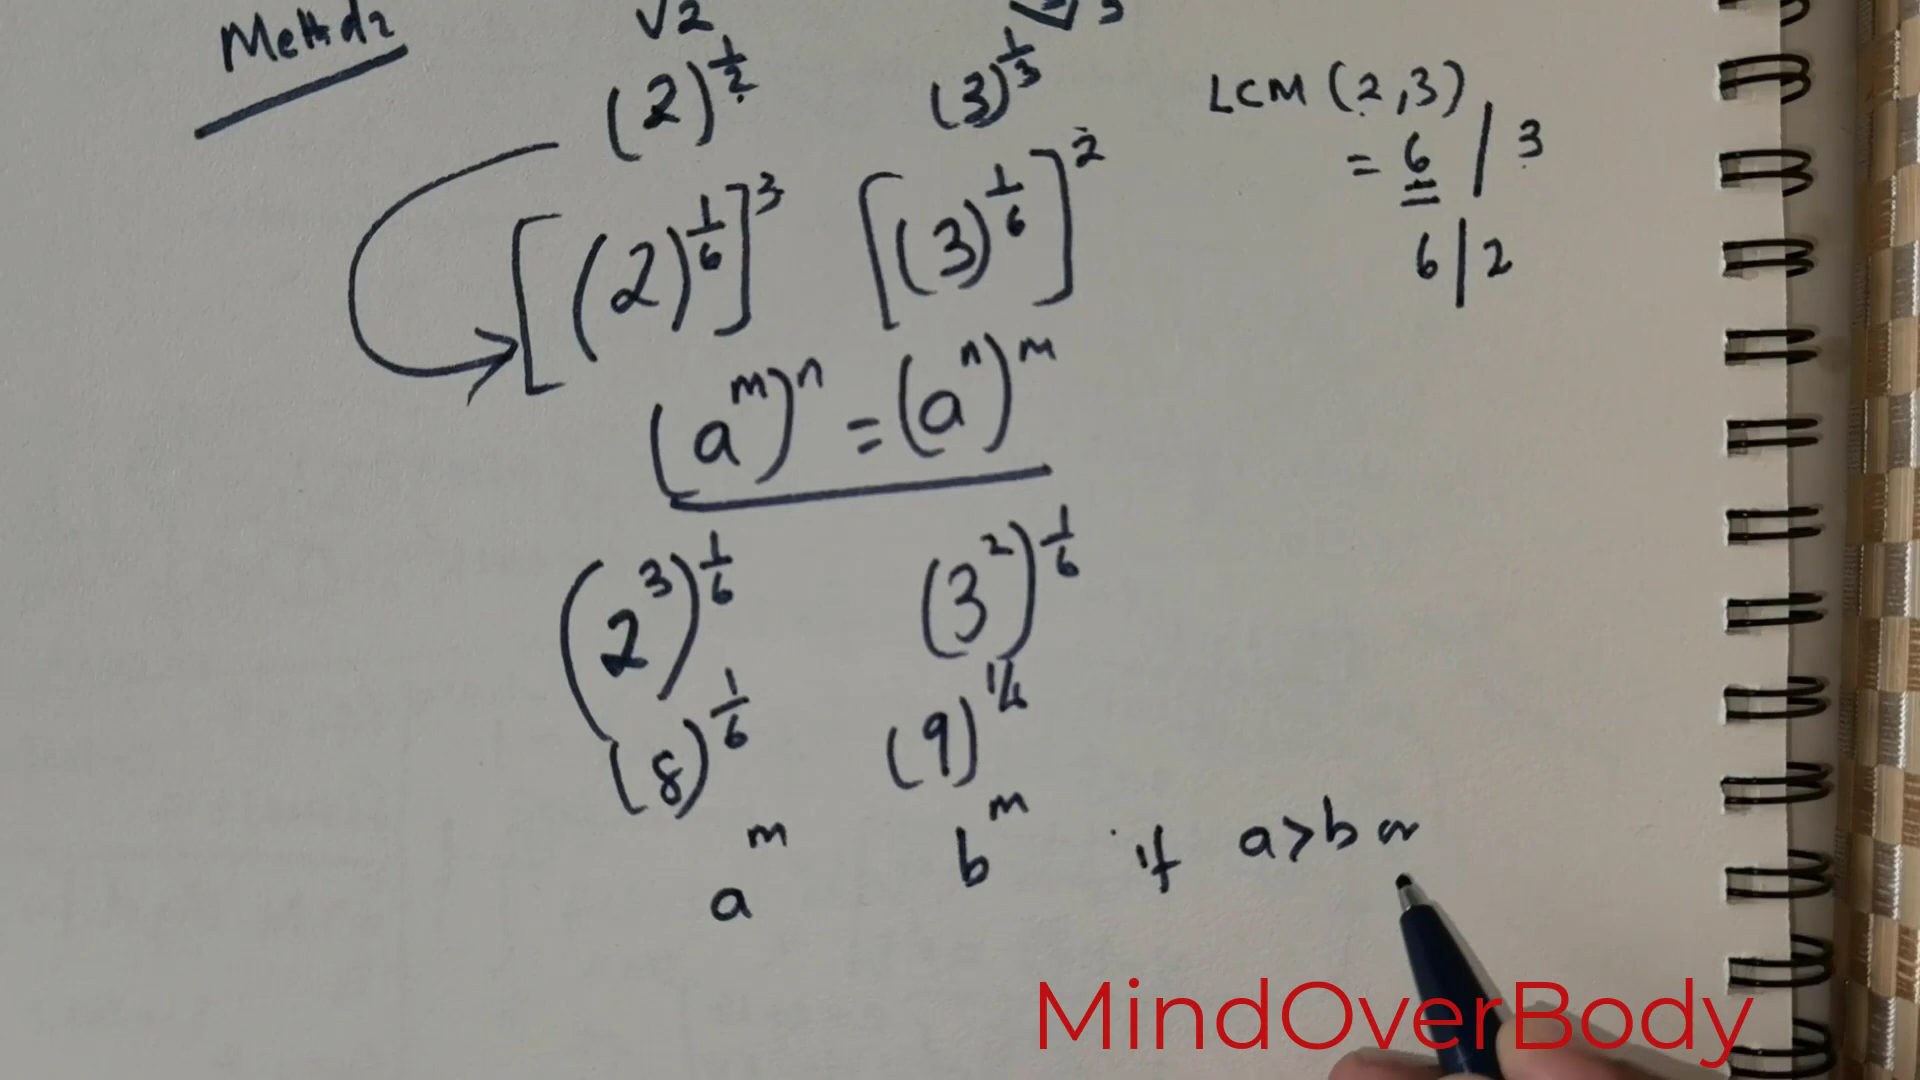 Method 2
√2 ∛3
(2)^{1/2} (3)^{1/3}
LCM (2,3)
= 6 / 3
6 / 2
[(2)^{1/6}]^3 [(3)^{1/6}]^2
(a^m)^n = (a^n)^m
(2^3)^{1/6} (3^2)^{1/6}
(8)^{1/6} (9)^{1/6}
a^m b^m if a>b
MindOverBody